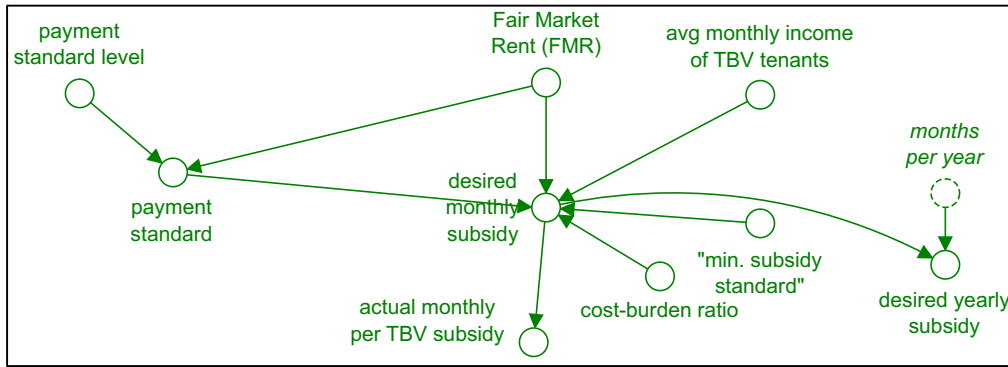 payment
standard level
Fair Market
Rent (FMR)
avg monthly income
of TBV tenants
months
per year
payment
standard
desired
monthly
subsidy
"min. subsidy
standard"
cost-burden ratio
desired yearly
subsidy
actual monthly
per TBV subsidy